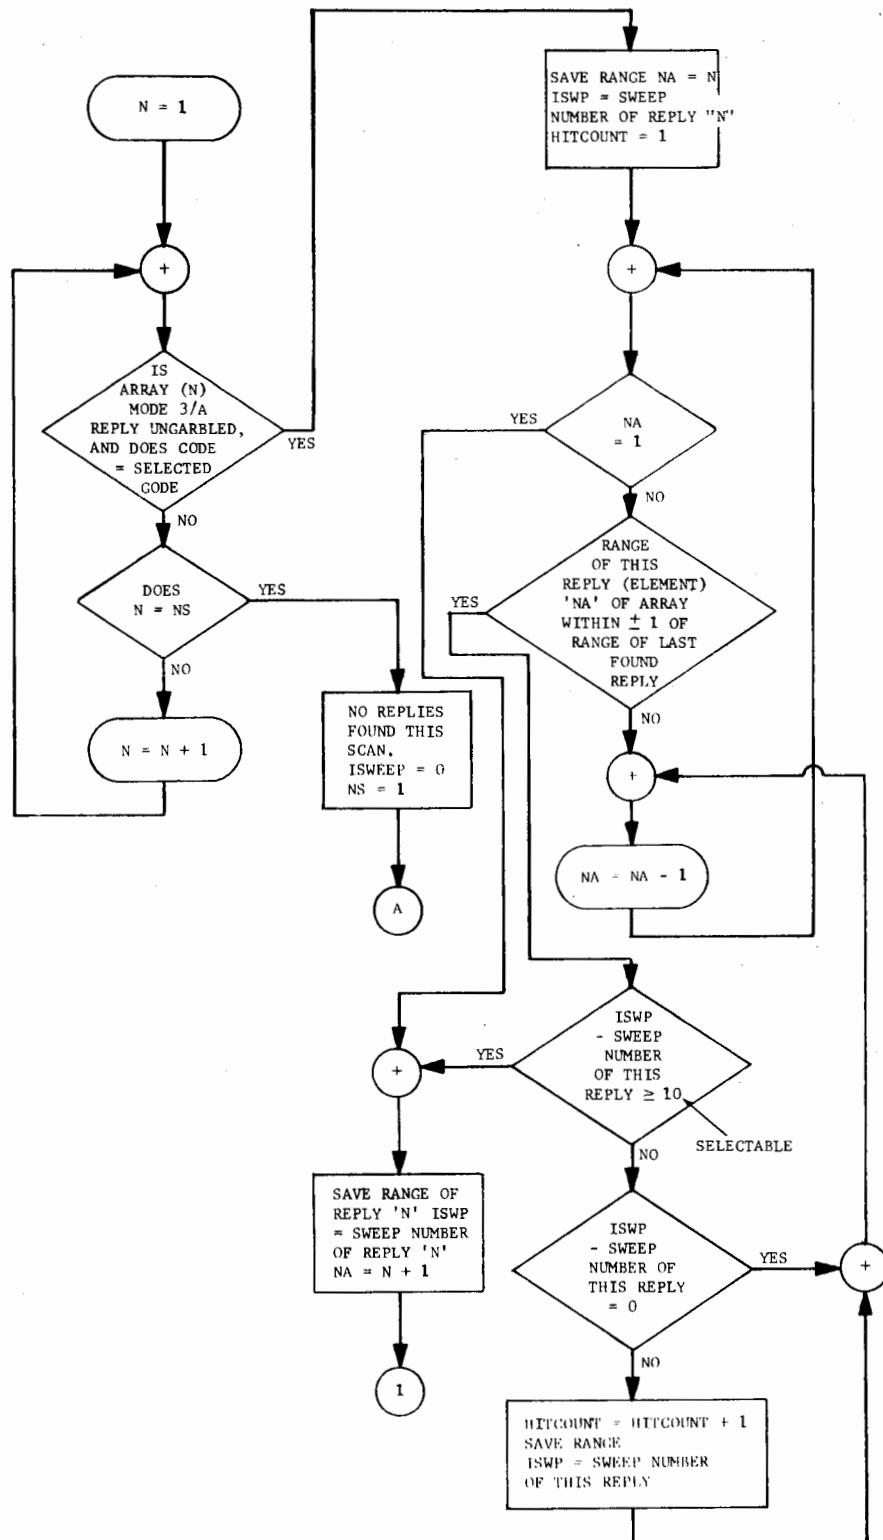 N = 1
+
IS
ARRAY (N)
MODE 3/A
REPLY UNGARBLED,
AND DOES CODE
= SELECTED
CODE
YES
NO
DOES
N = NS
YES
NO
N = N + 1
NO REPLIES
FOUND THIS
SCAN.
ISWEEP = 0
NS = 1
A
SAVE RANGE NA = N
ISWP = SWEEP
NUMBER OF REPLY "N"
HITCOUNT = 1
+
NA
= 1
YES
NO
RANGE
OF THIS
REPLY (ELEMENT)
'NA' OF ARRAY
WITHIN ± 1 OF
RANGE OF LAST
FOUND
REPLY
YES
NO
+
NA = NA - 1
ISWP
- SWEEP
NUMBER
OF THIS
REPLY ≥ 10
SELECTABLE
YES
NO
+
SAVE RANGE OF
REPLY 'N' ISWP
= SWEEP NUMBER
OF REPLY 'N'
NA = N + 1
1
ISWP
- SWEEP
NUMBER OF
THIS REPLY
= 0
YES
NO
+
HITCOUNT = HITCOUNT + 1
SAVE RANGE
ISWP = SWEEP NUMBER
OF THIS REPLY